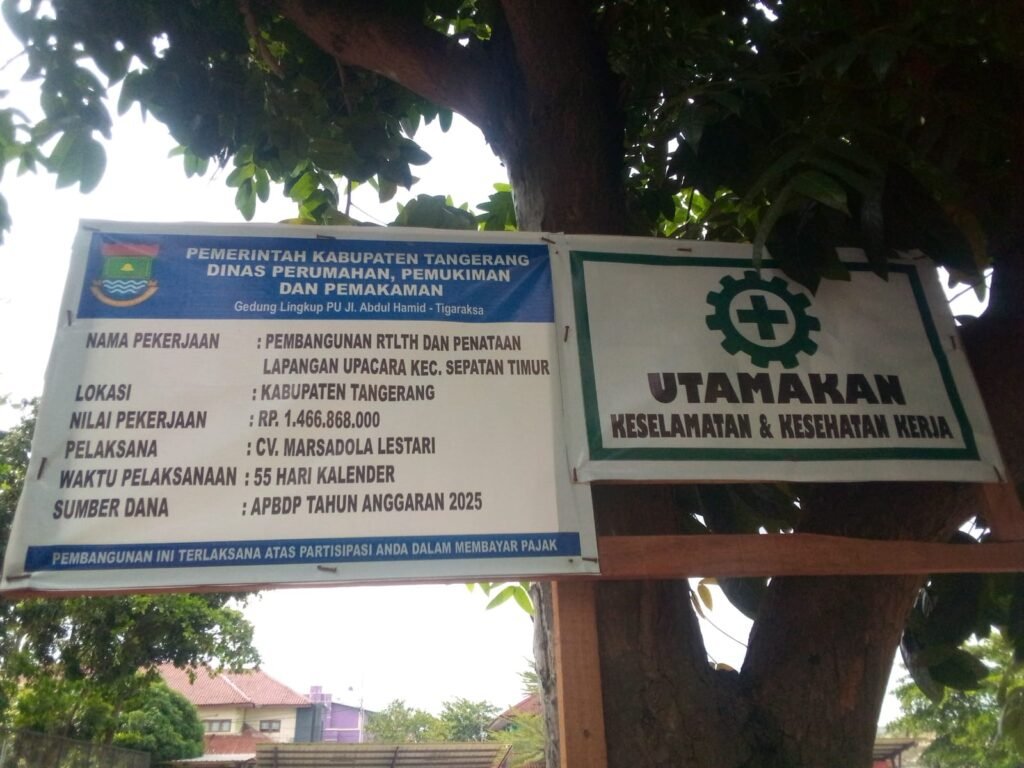 PEMERINTAH KABUPATEN TANGERANG
DINAS PERUMAHAN, PEMUKIMAN
DAN PEMAKAMAN
Gedung Lingkup PU Jl. Abdul Hamid - Tigaraksa
NAMA PEKERJAAN : PEMBANGUNAN RTLTH DAN PENATAAN
LAPANGAN UPACARA KEC. SEPATAN TIMUR
LOKASI : KABUPATEN TANGERANG
NILAI PEKERJAAN : RP. 1.466.868.000
PELAKSANA : CV. MARSADOLA LESTARI
WAKTU PELAKSANAAN : 55 HARI KALENDER
SUMBER DANA : APBDP TAHUN ANGGARAN 2025
PEMBANGUNAN INI TERLAKSANA ATAS PARTISIPASI ANDA DALAM MEMBAYAR PAJAK
UTAMAKAN
KESELAMATAN & KESEHATAN KERJA